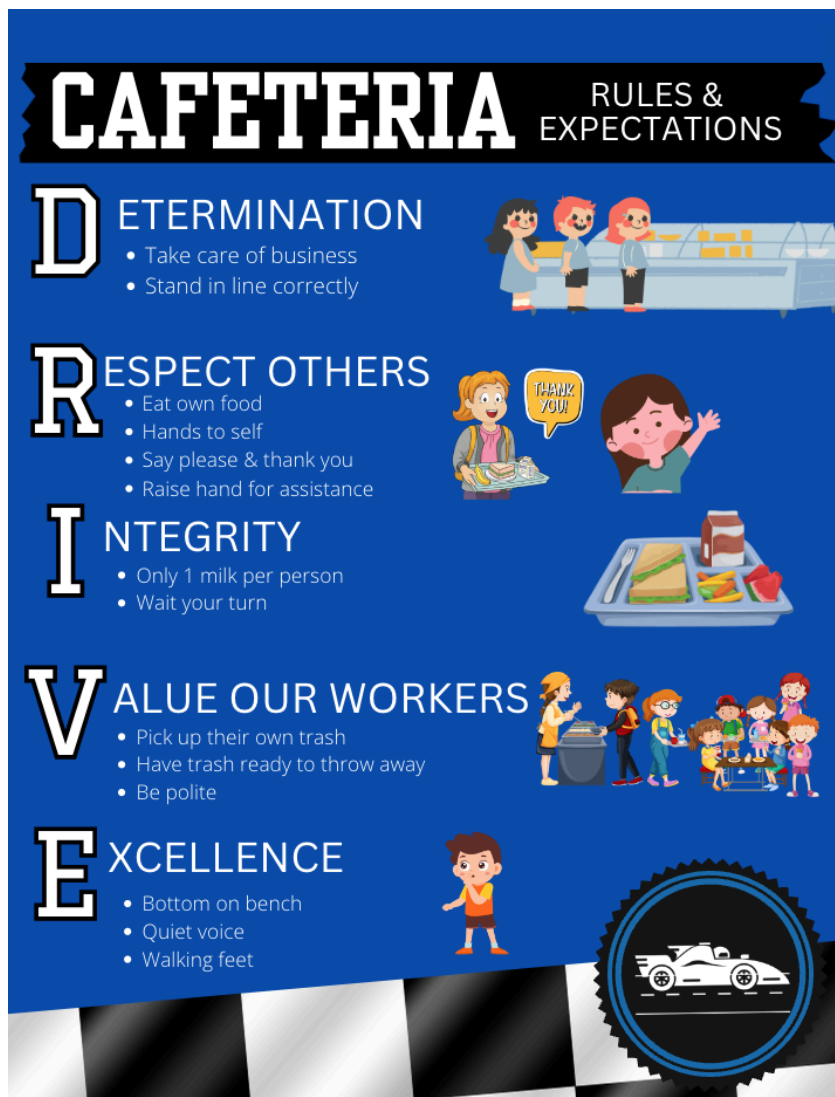 CAFETERIA
RULES &
EXPECTATIONS
DETERMINATION
• Take care of business
• Stand in line correctly
RESPECT OTHERS
• Eat own food
• Hands to self
• Say please & thank you
• Raise hand for assistance
THANK
YOU!
INTEGRITY
• Only 1 milk per person
• Wait your turn
VALUE OUR WORKERS
• Pick up their own trash
• Have trash ready to throw away
• Be polite
EXCELLENCE
• Bottom on bench
• Quiet voice
• Walking feet